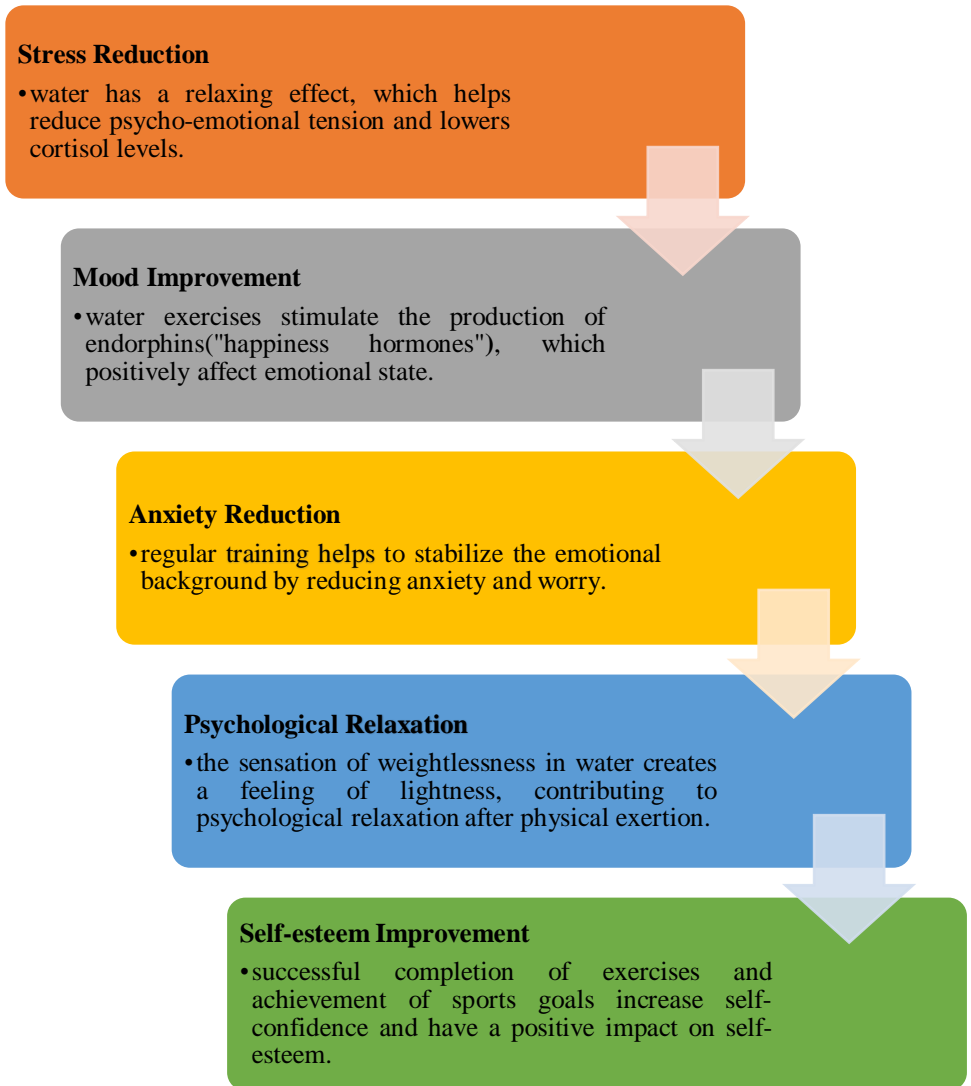 Stress Reduction
•water has a relaxing effect, which helps
reduce psycho-emotional tension and lowers
cortisol levels.
Mood Improvement
•water exercises stimulate the production of
endorphins("happiness hormones"), which
positively affect emotional state.
Anxiety Reduction
•regular training helps to stabilize the emotional
background by reducing anxiety and worry.
Psychological Relaxation
•the sensation of weightlessness in water creates
a feeling of lightness, contributing to
psychological relaxation after physical exertion.
Self-esteem Improvement
•successful completion of exercises and
achievement of sports goals increase self-
confidence and have a positive impact on self-
esteem.